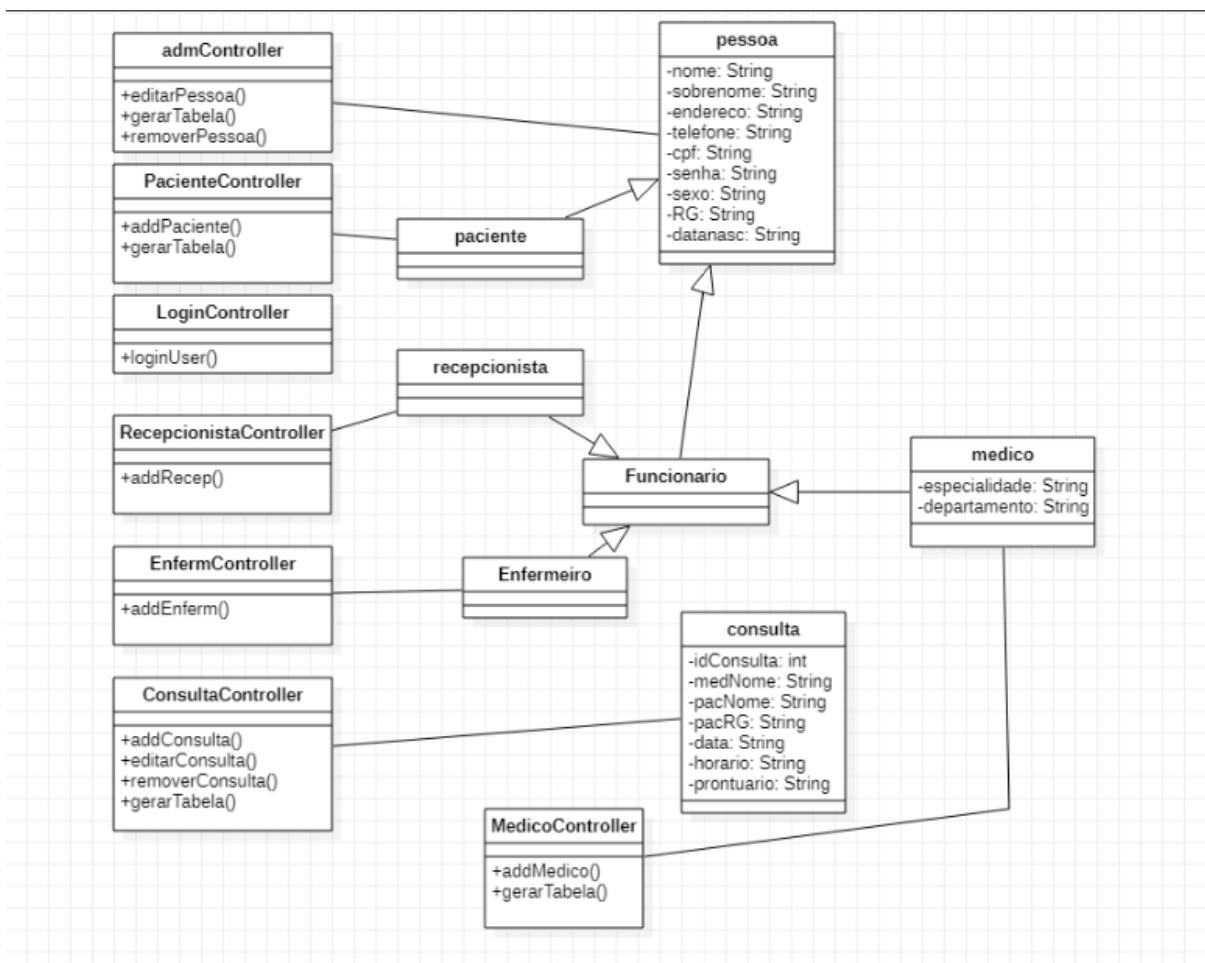 admController
+editarPessoa()
+gerarTabela()
+removerPessoa()
pessoa
-nome: String
-sobrenome: String
-endereco: String
-telefone: String
-cpf: String
-senha: String
-sexo: String
-RG: String
-datanasc: String
PacienteController
+addPaciente()
+gerarTabela()
paciente
LoginController
+loginUser()
recepcionista
RecepcionistaController
+addRecep()
Funcionario
medico
-especialidade: String
-departamento: String
EnfermController
+addEnferm()
Enfermeiro
consulta
-idConsulta: int
-medNome: String
-pacNome: String
-pacRG: String
-data: String
-horario: String
-prontuario: String
ConsultaController
+addConsulta()
+editarConsulta()
+removerConsulta()
+gerarTabela()
MedicoController
+addMedico()
+gerarTabela()